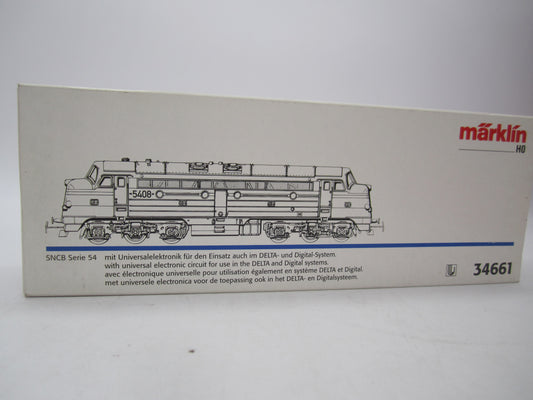 märklin
HO
5408
SNCB Serie 54 mit Universalelektronik für den Einsatz auch im DELTA- und Digital-System.
with universal electronic circuit for use in the DELTA and Digital systems.
avec électronique universelle pour utilisation également en système DELTA et Digital.
met universele electronica voor de toepassing ook in het DELTA- en Digitalsysteem.
34661